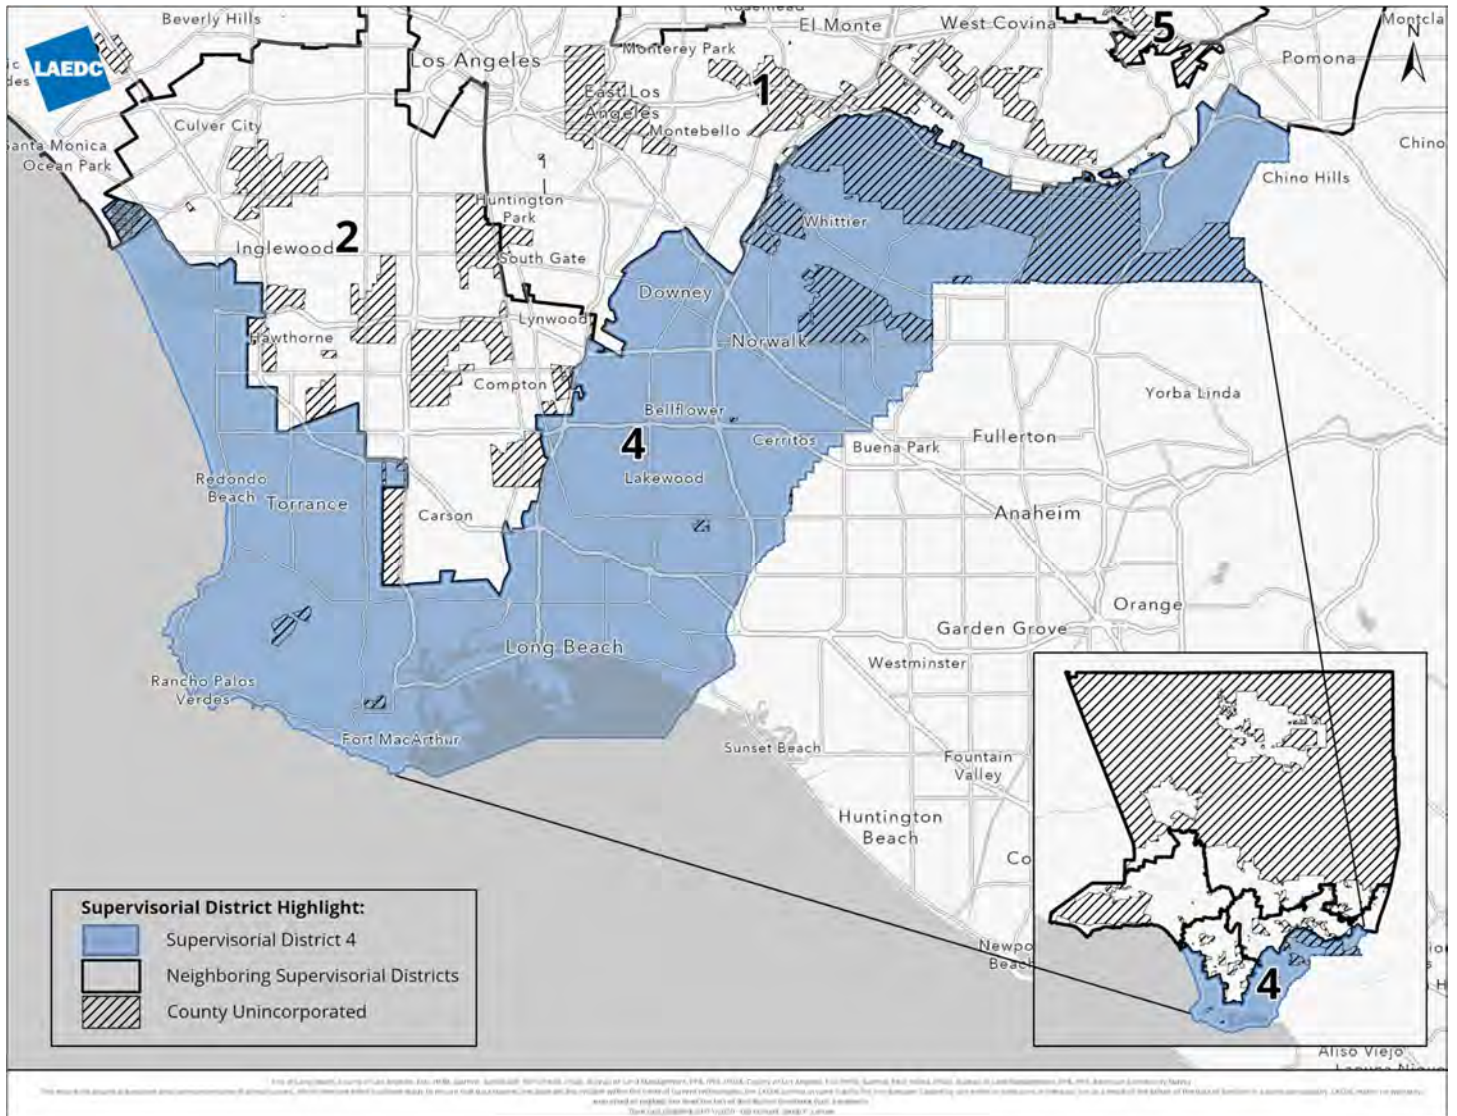 Beverly Hills
El Monte
West Covina
5
N
LAEDC
Los Angeles
Monterey Park
Pomona
East Los
Angeles
1
Culver City
Montebello
Chino
Santa Monica
Ocean Park
Chino Hills
Huntington
Park
Whittier
Inglewood
2
South Gate
Downey
Lynwood
Hawthorne
Norwalk
Compton
Yorba Linda
Bellflower
4
Cerritos
Buena Park
Fullerton
Redondo
Beach
Torrance
Lakewood
Carson
Anaheim
Orange
Garden Grove
Long Beach
Westminster
Rancho Palos
Verdes
Fort MacArthur
Sunset Beach
Fountain
Valley
Huntington
Beach
Co
Newpo
Beach
4
Supervisorial District Highlight:
Supervisorial District 4
Neighboring Supervisorial Districts
County Unincorporated
Aliso Viejo